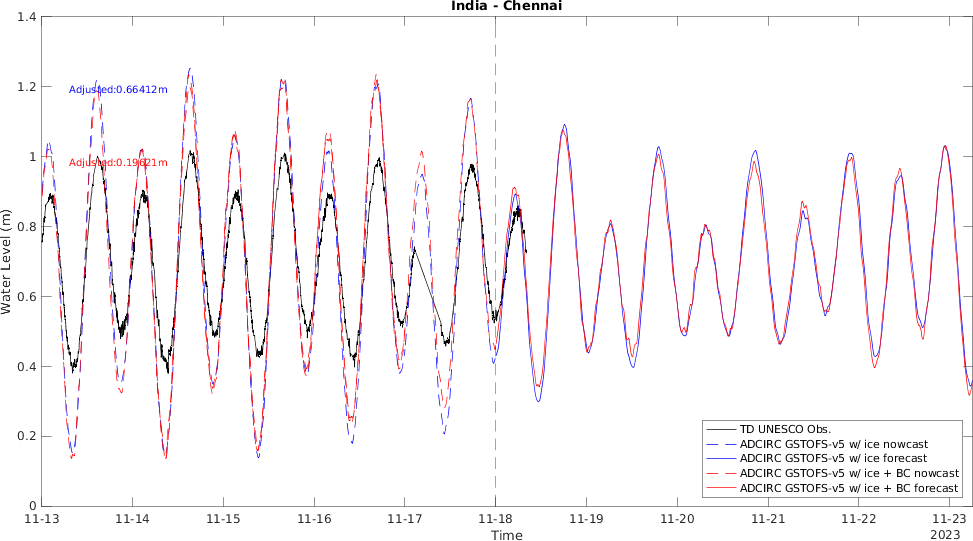 India - Chennai
1.4
1.2
1
0.8
0.6
0.4
0.2
0
Water Level (m)
Adjusted:0.66412m
Adjusted:0.19621m
TD UNESCO Obs.
ADCIRC GSTOFS-v5 w/ ice nowcast
ADCIRC GSTOFS-v5 w/ ice forecast
ADCIRC GSTOFS-v5 w/ ice + BC nowcast
ADCIRC GSTOFS-v5 w/ ice + BC forecast
11-13 11-14 11-15 11-16 11-17 11-18 11-19 11-20 11-21 11-22 11-23
Time
2023